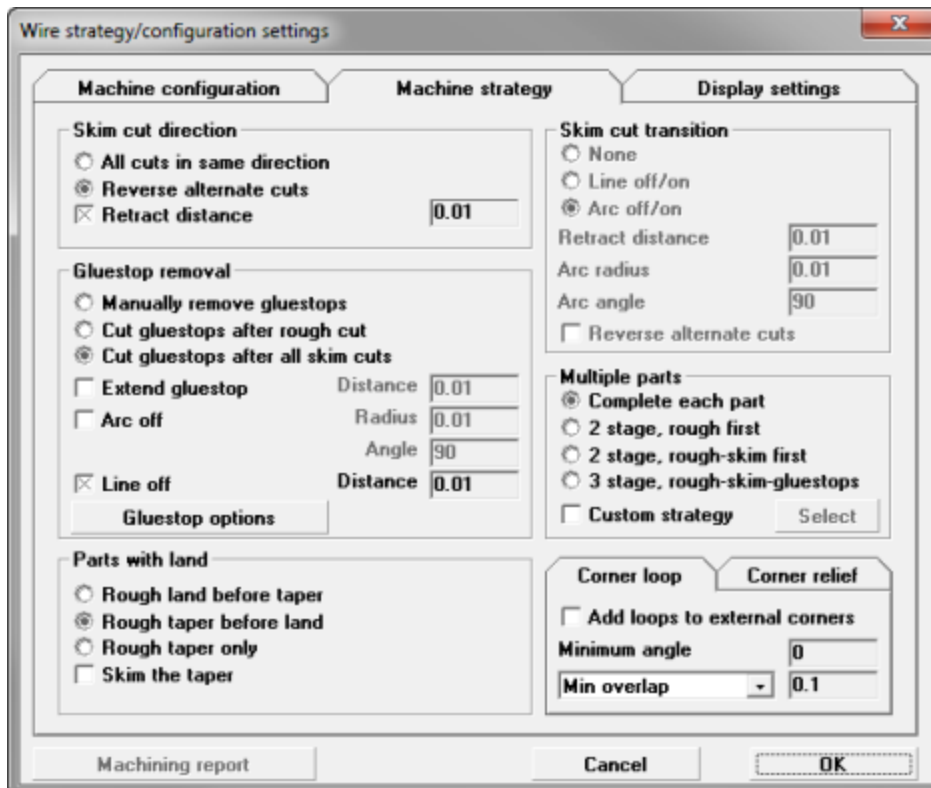 Wire strategy/configuration settings
Machine configuration
Machine strategy
Display settings
Skim cut direction
All cuts in same direction
Reverse alternate cuts
Retract distance 0.01
Gluestop removal
Manually remove gluestops
Cut gluestops after rough cut
Cut gluestops after all skim cuts
Extend gluestop Distance 0.01
Arc off Radius 0.01
Angle 90
Line off Distance 0.01
Gluestop options
Parts with land
Rough land before taper
Rough taper before land
Rough taper only
Skim the taper
Skim cut transition
None
Line off/on
Arc off/on
Retract distance 0.01
Arc radius 0.01
Arc angle 90
Reverse alternate cuts
Multiple parts
Complete each part
2 stage, rough first
2 stage, rough-skim first
3 stage, rough-skim-gluestops
Custom strategy Select
Corner loop Corner relief
Add loops to external corners
Minimum angle 0
Min overlap 0.1
Machining report Cancel OK